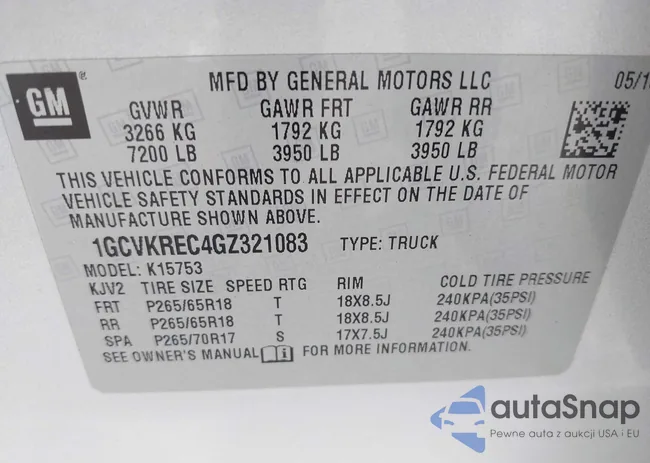 GM ® MFD BY GENERAL MOTORS LLC 05/1
GVWR GAWR FRT GAWR RR
3266 KG 1792 KG 1792 KG
7200 LB 3950 LB 3950 LB
THIS VEHICLE CONFORMS TO ALL APPLICABLE U.S. FEDERAL MOTOR
VEHICLE SAFETY STANDARDS IN EFFECT ON THE DATE OF
MANUFACTURE SHOWN ABOVE.
1GCVKREC4GZ321083 TYPE: TRUCK
MODEL: K15753
KJV2 TIRE SIZE SPEED RTG RIM COLD TIRE PRESSURE
FRT P265/65R18 T 18X8.5J 240KPA(35PSI)
RR P265/65R18 T 18X8.5J 240KPA(35PSI)
SPA P265/70R17 S 17X7.5J 240KPA(35PSI)
SEE OWNER'S MANUAL FOR MORE INFORMATION.
autaSnap
Pewne auta z aukcji USA i EU